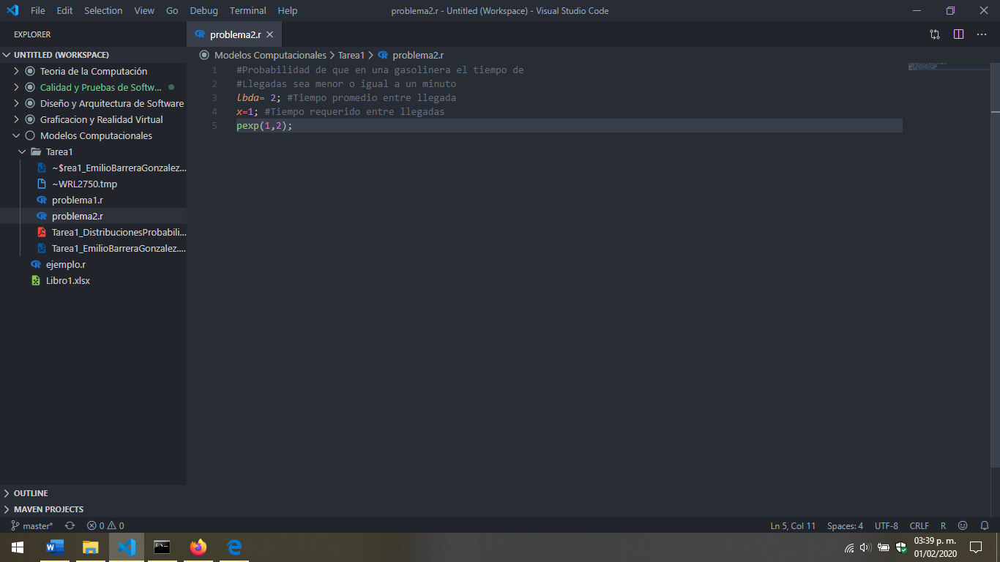 File Edit Selection View Go Debug Terminal Help problema2.r - Untitled (Workspace) - Visual Studio Code
EXPLORER
problema2.r
UNTITLED (WORKSPACE)
Teoria de la Computación
Calidad y Pruebas de Softw...
Diseño y Arquitectura de Software
Graficacion y Realidad Virtual
Modelos Computacionales
Tarea1
~$rea1_EmilioBarreraGonzalez...
~WRL2750.tmp
problema1.r
problema2.r
Tarea1_DistribucionesProbabili...
Tarea1_EmilioBarreraGonzalez....
ejemplo.r
Libro1.xlsx
OUTLINE
MAVEN PROJECTS
Modelos Computacionales > Tarea1 > problema2.r
1 #Probabilidad de que en una gasolinera el tiempo de
2 #Llegadas sea menor o igual a un minuto
3 lbda= 2; #Tiempo promedio entre llegada
4 x=1; #Tiempo requerido entre llegadas
5 pexp(1,2);
master* 0 0 Ln 5, Col 11 Spaces: 4 UTF-8 CRLF R
03:39 p. m.
01/02/2020